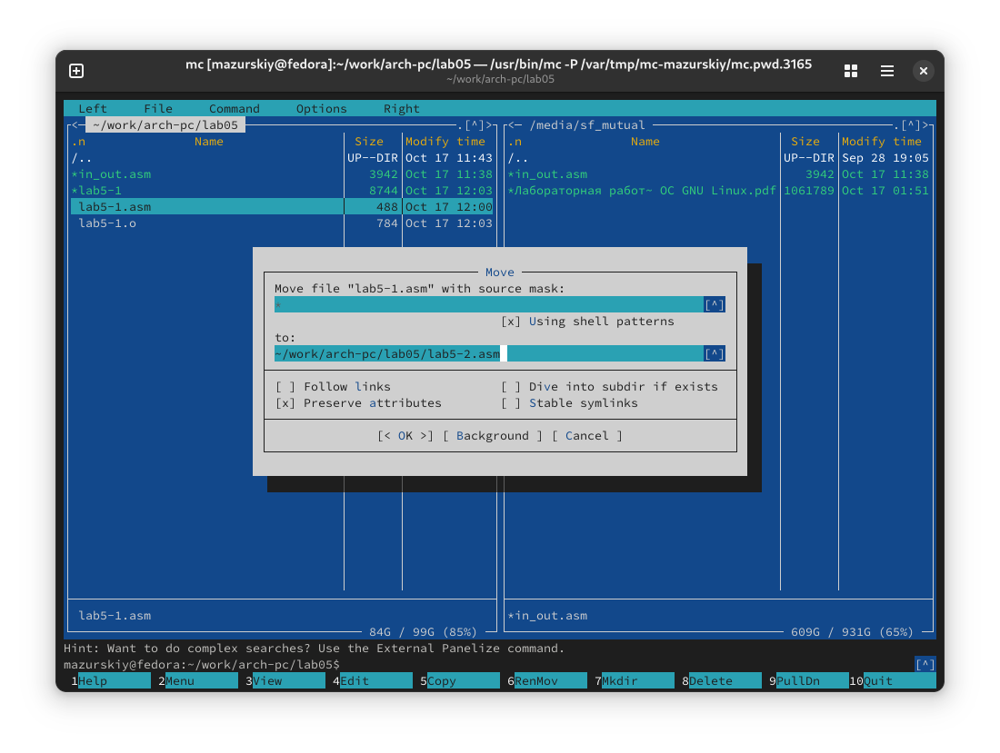 mc [mazurskiy@fedora]:~/work/arch-pc/lab05 — /usr/bin/mc -P /var/tmp/mc-mazurskiy/mc.pwd.3165
~/work/arch-pc/lab05
Left File Command Options Right
<— ~/work/arch-pc/lab05 .[^]> <— /media/sf_mutual .[^]>
.n Name Size Modify time .n Name Size Modify time
/.. UP--DIR Oct 17 11:43 /.. UP--DIR Sep 28 19:05
*in_out.asm 3942 Oct 17 11:38 *in_out.asm 3942 Oct 17 11:38
*lab5-1 8744 Oct 17 12:03 *Лабораторная работ~ ОС GNU Linux.pdf 1061789 Oct 17 01:51
lab5-1.asm 488 Oct 17 12:00
lab5-1.o 784 Oct 17 12:03
Move
Move file "lab5-1.asm" with source mask:
* [^]
[x] Using shell patterns
to:
~/work/arch-pc/lab05/lab5-2.asm [^]
[ ] Follow links [ ] Dive into subdir if exists
[x] Preserve attributes [ ] Stable symlinks
[< OK >] [ Background ] [ Cancel ]
lab5-1.asm *in_out.asm
84G / 99G (85%) 609G / 931G (65%)
Hint: Want to do complex searches? Use the External Panelize command.
mazurskiy@fedora:~/work/arch-pc/lab05$ [^]
1Help 2Menu 3View 4Edit 5Copy 6RenMov 7Mkdir 8Delete 9PullDn 10Quit